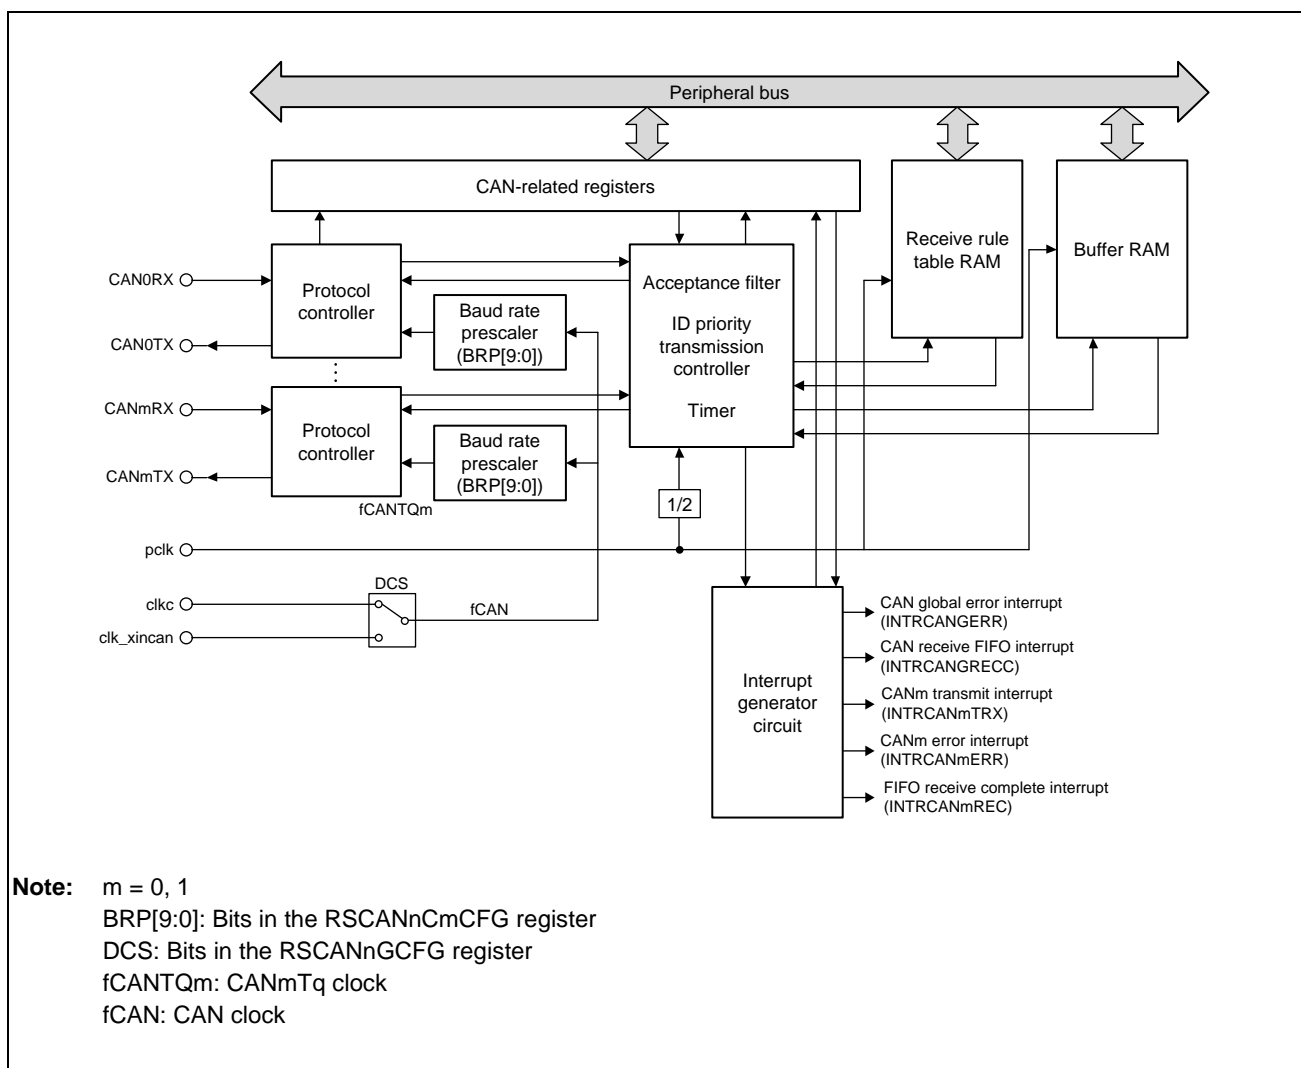 Peripheral bus
CAN-related registers
Receive rule
table RAM
Buffer RAM
CAN0RX
CAN0TX
Protocol
controller
Baud rate
prescaler
(BRP[9:0])
Acceptance filter
ID priority
transmission
controller
Timer
CANmRX
CANmTX
Protocol
controller
Baud rate
prescaler
(BRP[9:0])
fCANTQm
1/2
pclk
DCS
clkc
fCAN
clk_xincan
Interrupt
generator
circuit
CAN global error interrupt
(INTRCANGERR)
CAN receive FIFO interrupt
(INTRCANGRECC)
CANm transmit interrupt
(INTRCANmTRX)
CANm error interrupt
(INTRCANmERR)
FIFO receive complete interrupt
(INTRCANmREC)
Note: m = 0, 1
BRP[9:0]: Bits in the RSCANnCmCFG register
DCS: Bits in the RSCANnGCFG register
fCANTQm: CANmTq clock
fCAN: CAN clock